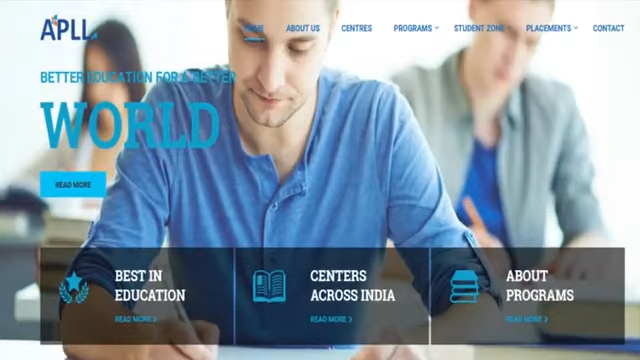 APLL
HOME ABOUT US CENTRES PROGRAMS STUDENT ZONE PLACEMENTS CONTACT
BETTER EDUCATION FOR A BETTER
WORLD
READ MORE
BEST IN
EDUCATION
READ MORE
CENTERS
ACROSS INDIA
READ MORE
ABOUT
PROGRAMS
READ MORE